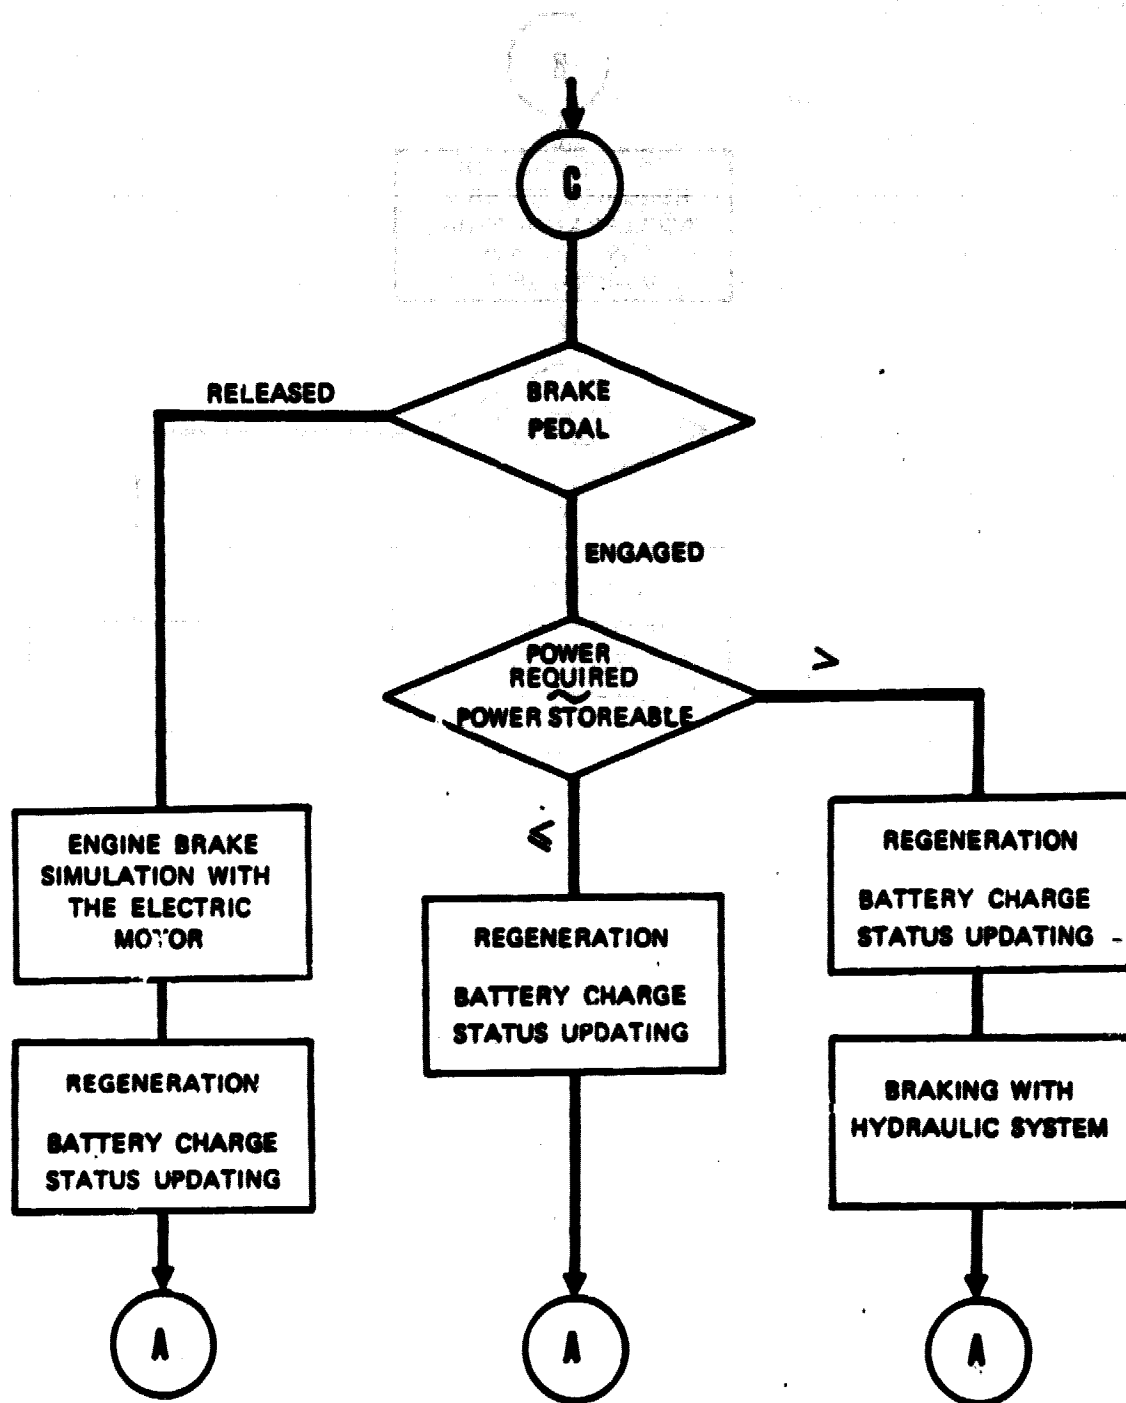 C
BRAKE
PEDAL
RELEASED
ENGAGED
POWER
REQUIRED
~
POWER STOREABLE
>
≤
ENGINE BRAKE
SIMULATION WITH
THE ELECTRIC
MOTOR
REGENERATION
BATTERY CHARGE
STATUS UPDATING
A
REGENERATION
BATTERY CHARGE
STATUS UPDATING
A
REGENERATION
BATTERY CHARGE
STATUS UPDATING
BRAKING WITH
HYDRAULIC SYSTEM
A